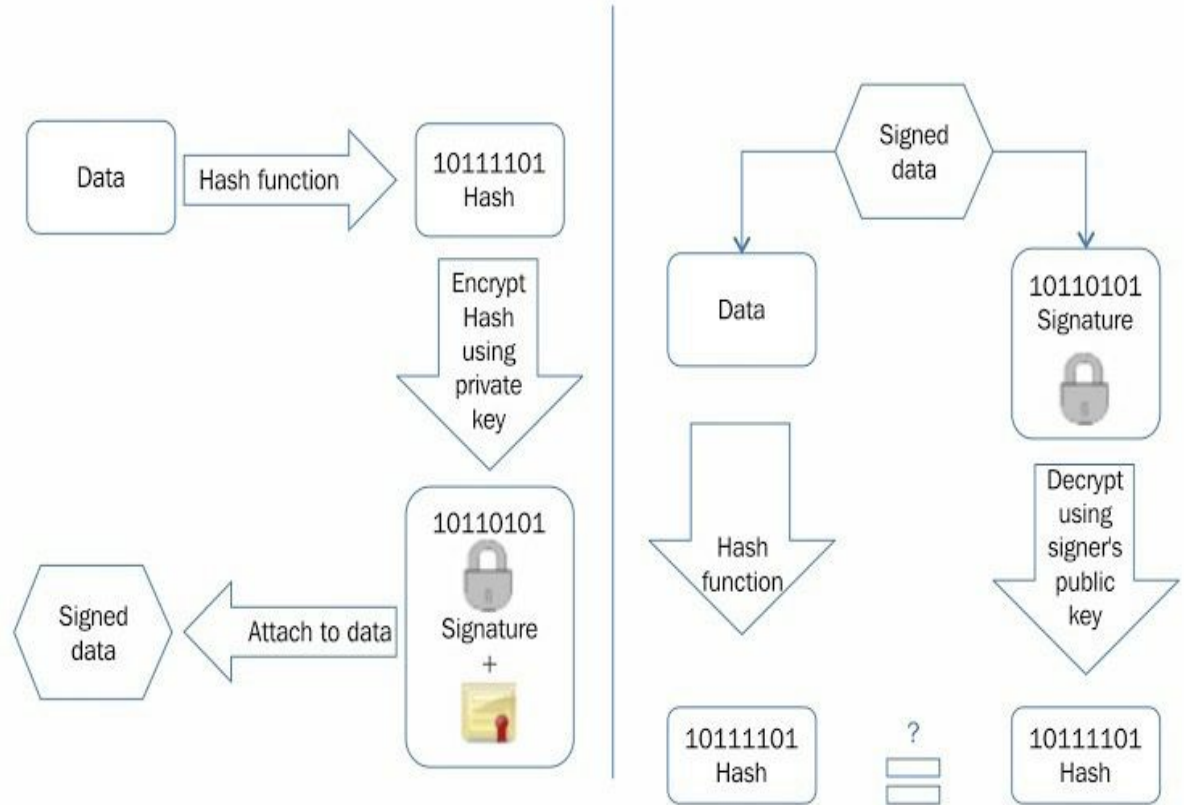 Data
Hash function
10111101
Hash
Encrypt
Hash
using
private
key
10110101
Signature
+
Attach to data
Signed
data
Signed
data
Data
10110101
Signature
Hash
function
Decrypt
using
signer's
public
key
10111101
Hash
?
10111101
Hash